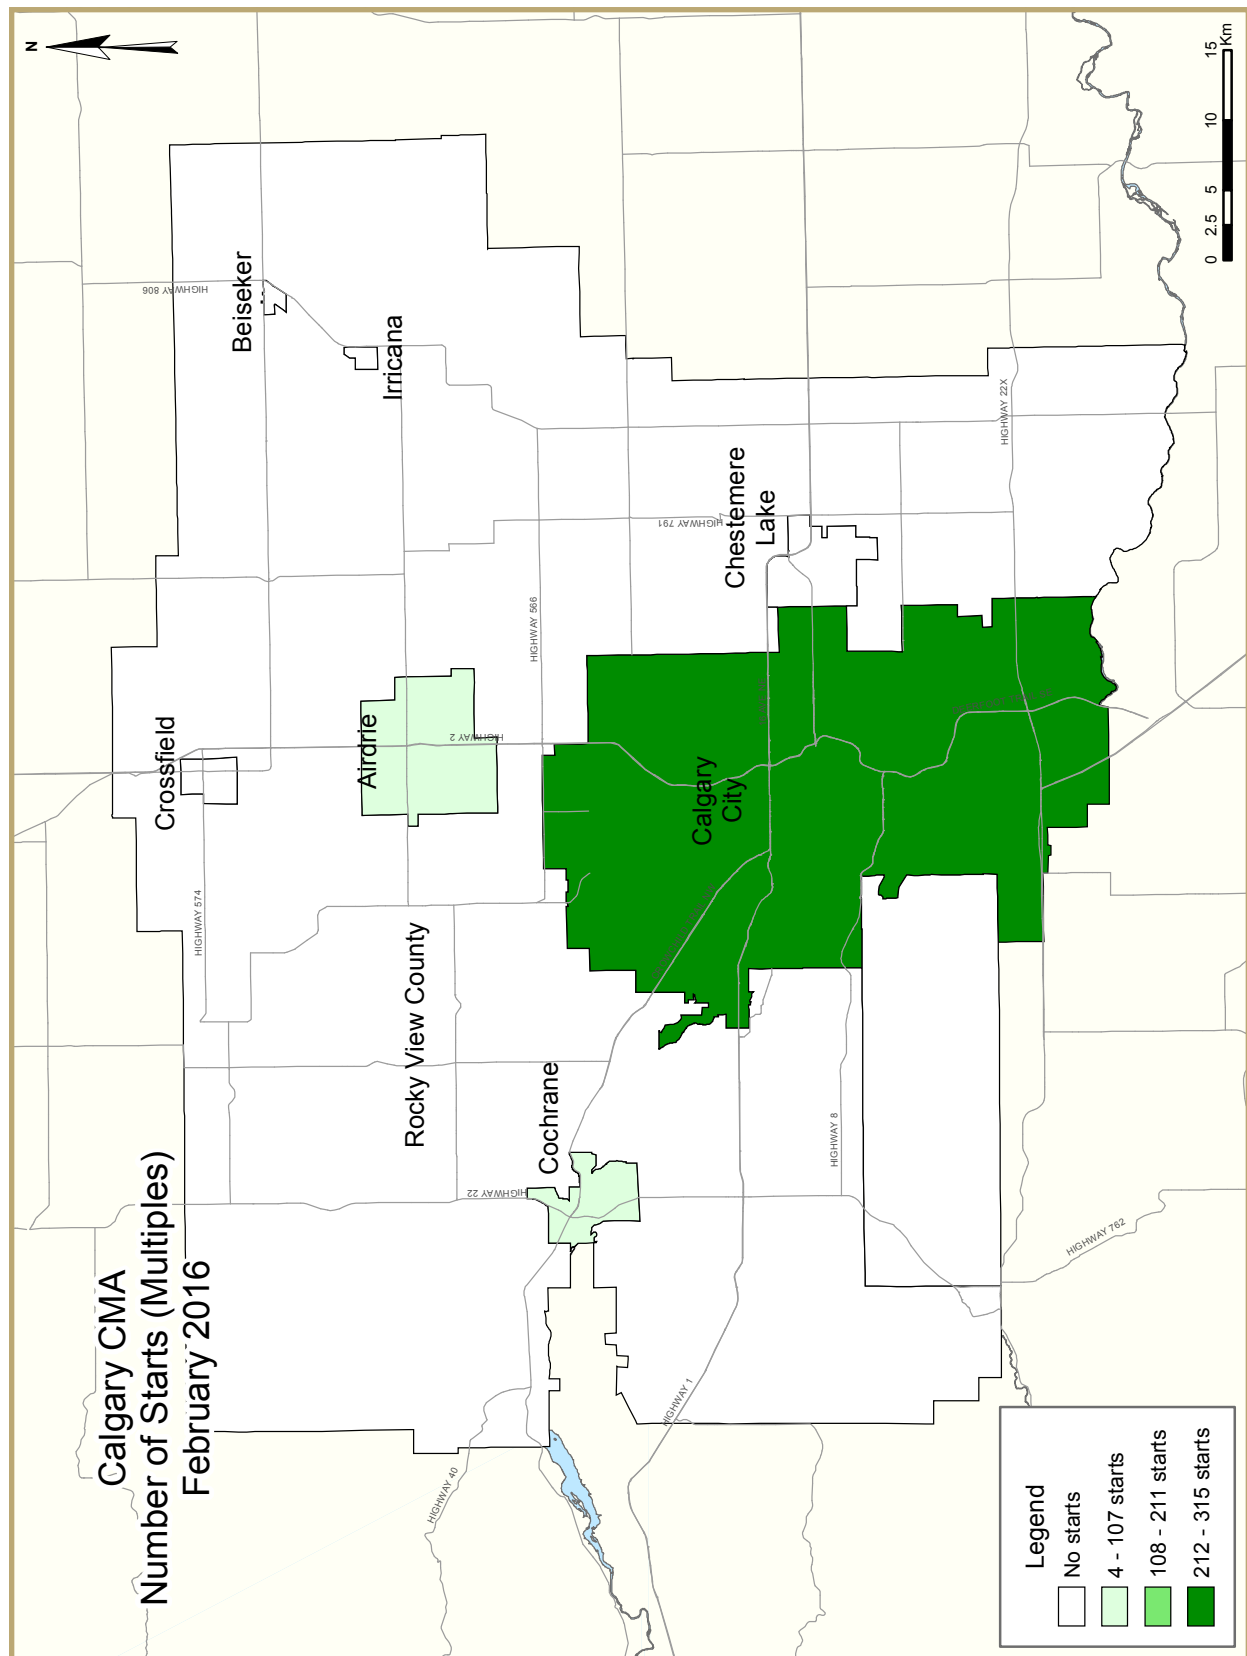 Calgary CMA
Number of Starts (Multiples)
February 2016
N
Crossfield
Beiseker
Irricana
Airdrie
Rocky View County
Cochrane
Calgary
City
Chestemere
Lake
HIGHWAY 806
HIGHWAY 574
HIGHWAY 2
HIGHWAY 566
HIGHWAY 791
HIGHWAY 22
HIGHWAY 40
HIGHWAY 1
HIGHWAY 8
HIGHWAY 22X
HIGHWAY 762
Legend
No starts
4 - 107 starts
108 - 211 starts
212 - 315 starts
0 2.5 5 10 15
Km